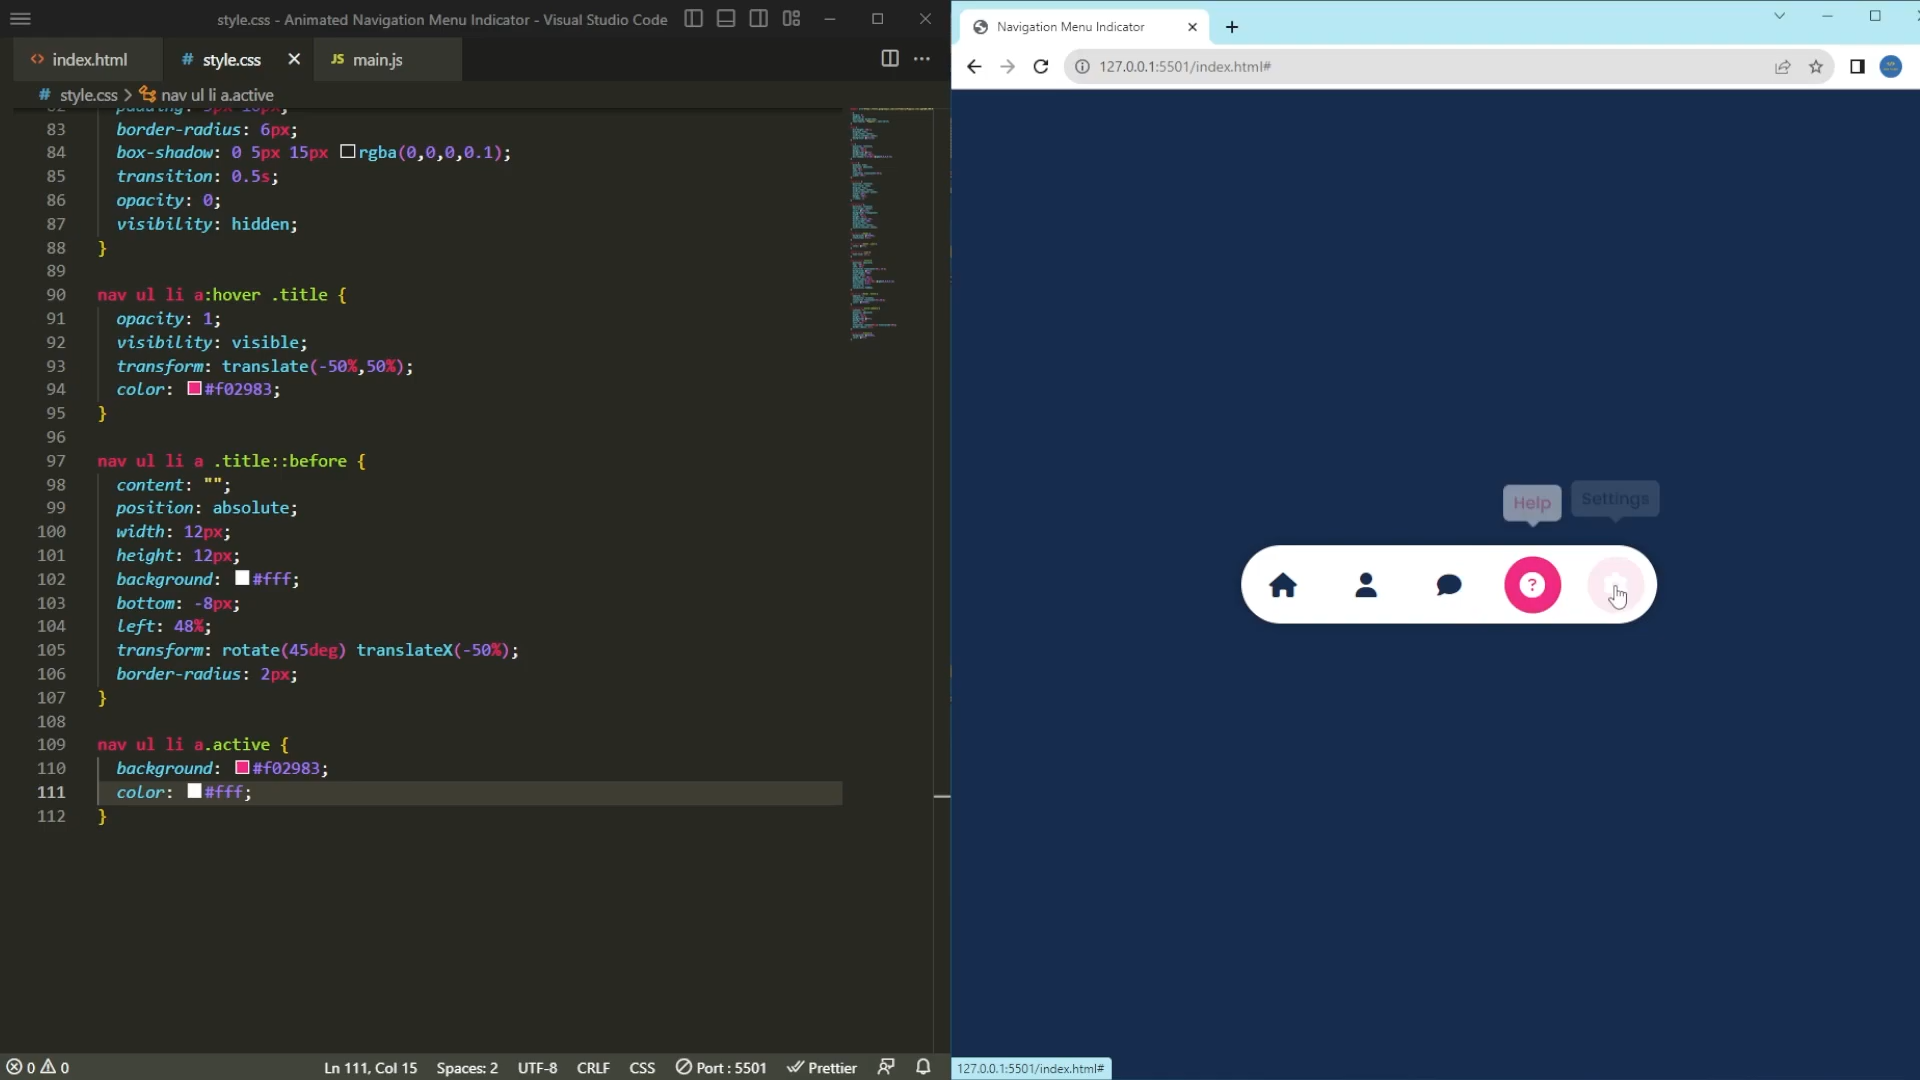 style.css - Animated Navigation Menu Indicator - Visual Studio Code
index.html
# style.css
JS main.js
# style.css > nav ul li a.active
83 border-radius: 6px;
84 box-shadow: 0 5px 15px rgba(0,0,0,0.1);
85 transition: 0.5s;
86 opacity: 0;
87 visibility: hidden;
88 }
89
90 nav ul li a:hover .title {
91 opacity: 1;
92 visibility: visible;
93 transform: translate(-50%,50%);
94 color: #f02983;
95 }
96
97 nav ul li a .title::before {
98 content: "";
99 position: absolute;
100 width: 12px;
101 height: 12px;
102 background: #fff;
103 bottom: -8px;
104 left: 48%;
105 transform: rotate(45deg) translateX(-50%);
106 border-radius: 2px;
107 }
108
109 nav ul li a.active {
110 background: #f02983;
111 color: #fff;
112 }
0 0
Ln 111, Col 15
Spaces: 2
UTF-8
CRLF
CSS
Port : 5501
Prettier
Navigation Menu Indicator
127.0.0.1:5501/index.html#
Help
Settings
?
127.0.0.1:5501/index.html#